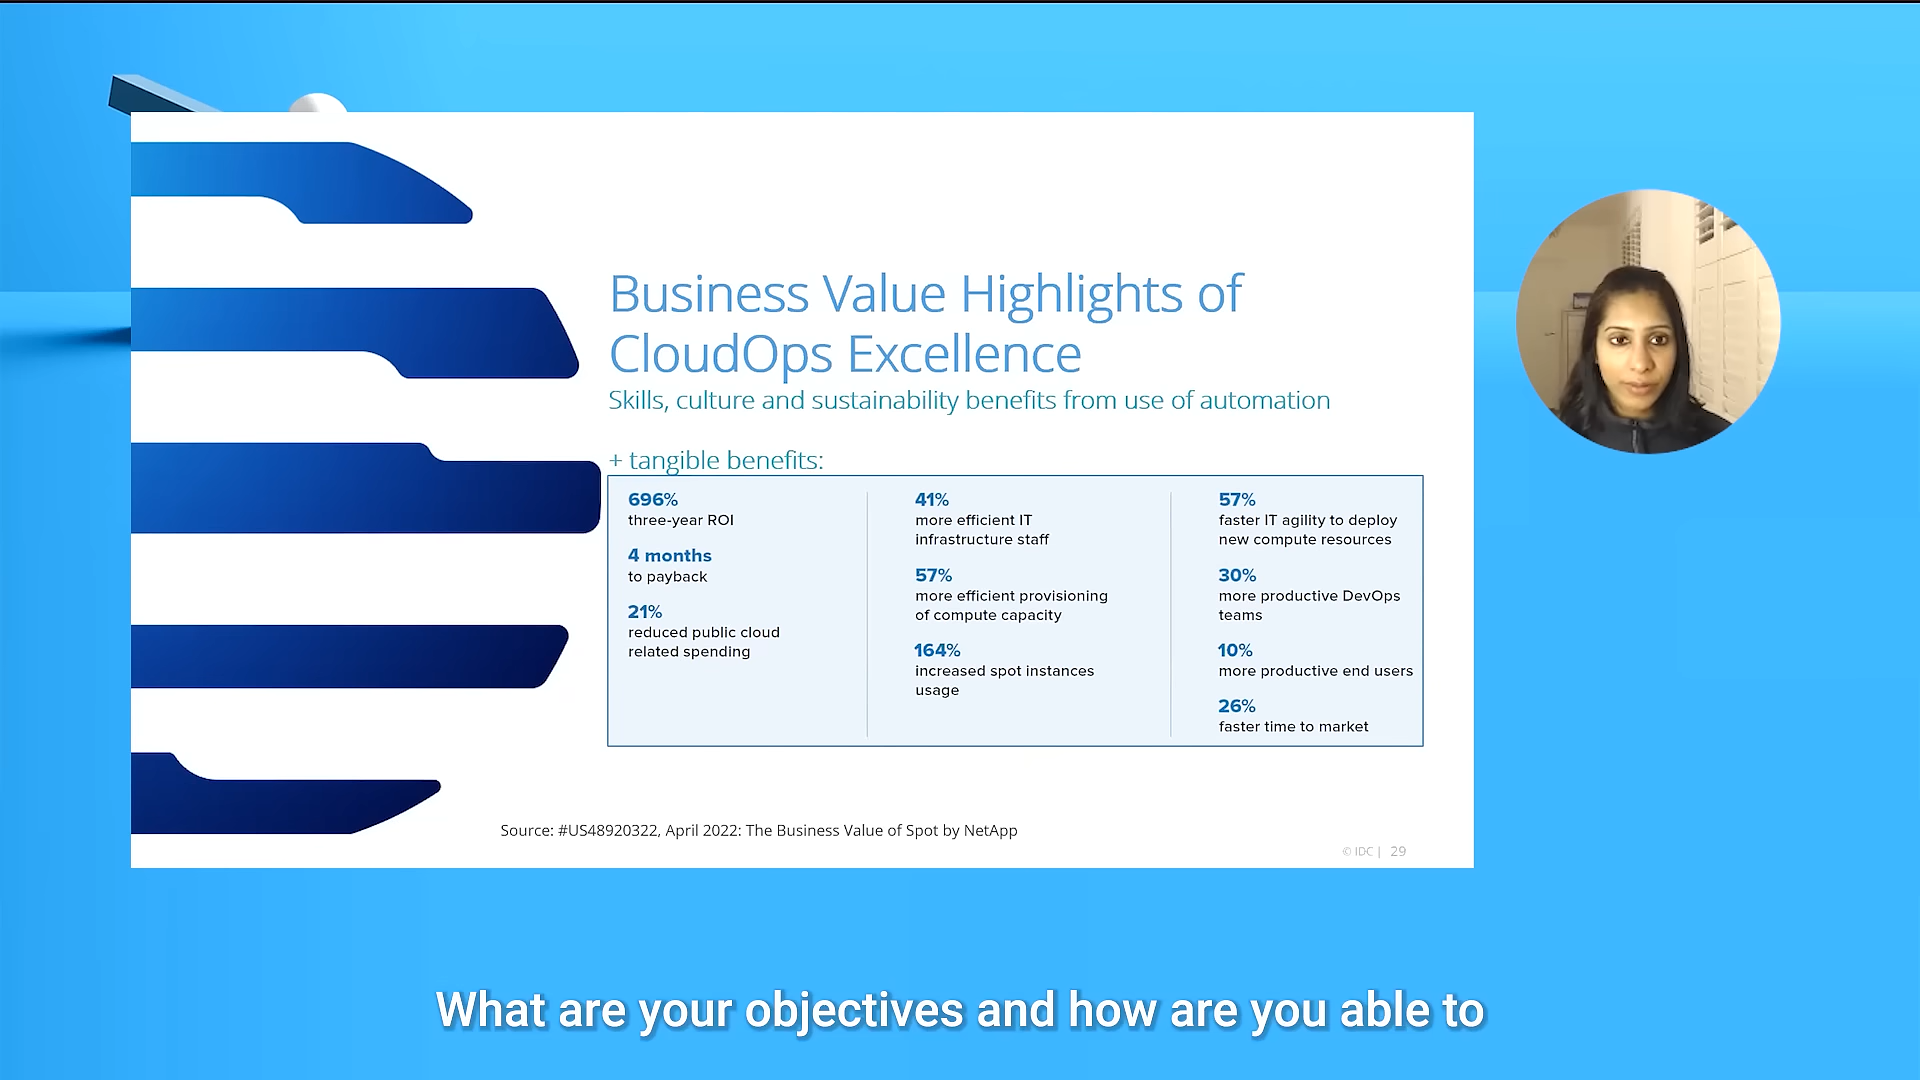 Business Value Highlights of
CloudOps Excellence
Skills, culture and sustainability benefits from use of automation
+ tangible benefits:
696%
three-year ROI
4 months
to payback
21%
reduced public cloud
related spending
41%
more efficient IT
infrastructure staff
57%
more efficient provisioning
of compute capacity
164%
increased spot instances
usage
57%
faster IT agility to deploy
new compute resources
30%
more productive DevOps
teams
10%
more productive end users
26%
faster time to market
Source: #US48920322, April 2022: The Business Value of Spot by NetApp
© IDC | 29
What are your objectives and how are you able to